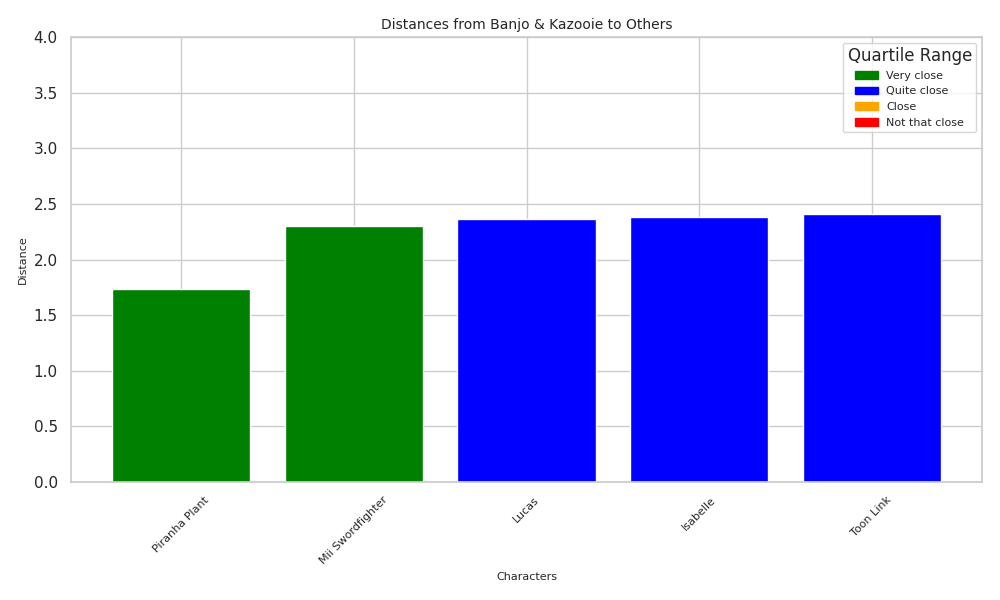 Distances from Banjo & Kazooie to Others
4.0
3.5
3.0
2.5
2.0
1.5
1.0
0.5
0.0
Distance
Quartile Range
Very close
Quite close
Close
Not that close
Piranha Plant
Mii Swordfighter
Lucas
Isabelle
Toon Link
Characters